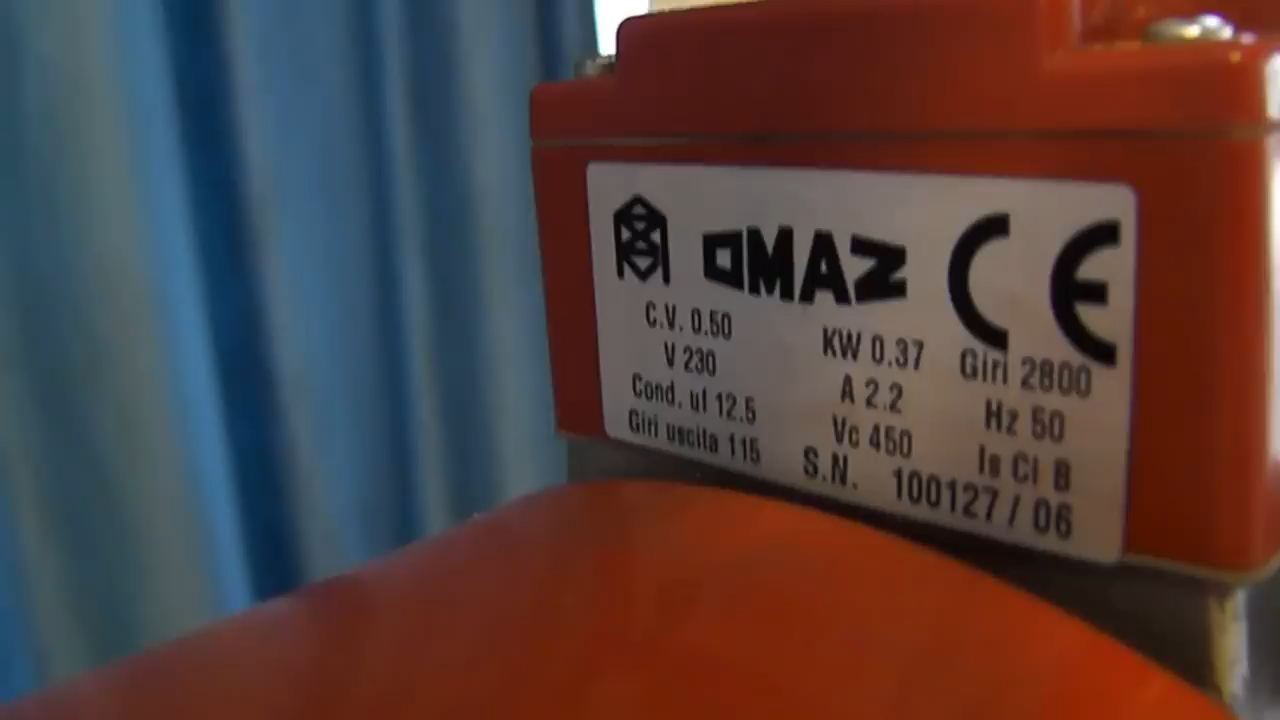 OMAZ CE
C.V. 0.50 KW 0.37 Giri 2800
V 230 A 2.2 Hz 50
Cond. uf 12.5 Vc 450 Is Cl B
Giri uscita 115 S.N. 100127 / 06